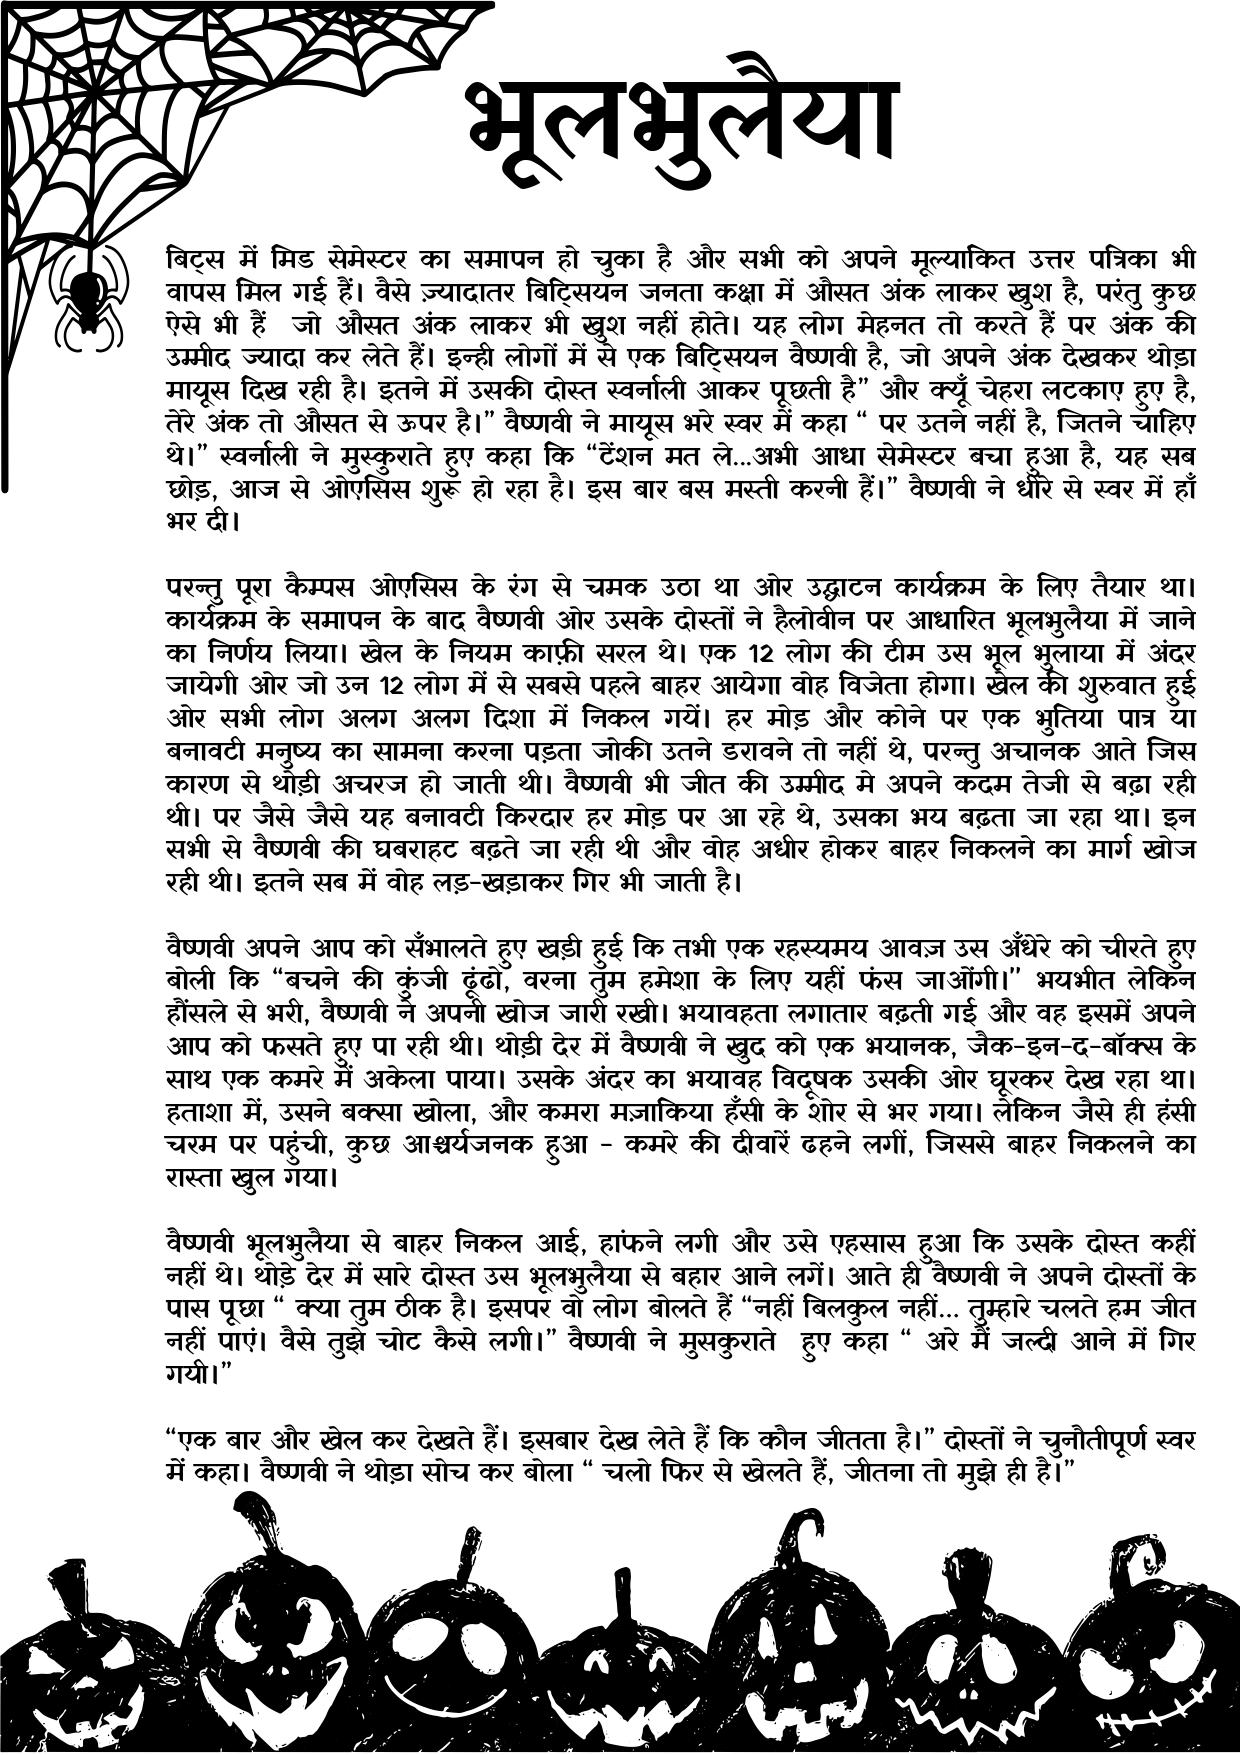 भूलभुलैया
बिट्स में मिड सेमेस्टर का समापन हो चुका है और सभी को अपने मूल्याकित उत्तर पत्रिका भी
वापस मिल गई हैं। वैसे ज़्यादातर बिट्सियन जनता कक्षा में औसत अंक लाकर खुश है, परंतु कुछ
ऐसे भी हैं  जो औसत अंक लाकर भी खुश नहीं होते। यह लोग मेहनत तो करते हैं पर अंक की
उम्मीद ज्यादा कर लेते हैं। इन्ही लोगों में से एक बिट्सियन वैष्णवी है, जो अपने अंक देखकर थोड़ा
मायूस दिख रही है। इतने में उसकी दोस्त स्वर्नाली आकर पूछती है” और क्यूँ चेहरा लटकाए हुए है,
तेरे अंक तो औसत से ऊपर है।” वैष्णवी ने मायूस भरे स्वर में कहा “ पर उतने नहीं है, जितने चाहिए
थे।” स्वर्नाली ने मुस्कुराते हुए कहा कि “टेंशन मत ले...अभी आधा सेमेस्टर बचा हुआ है, यह सब
छोड़, आज से ओएसिस शुरू हो रहा है। इस बार बस मस्ती करनी हैं।” वैष्णवी ने धीरे से स्वर में हाँ
भर दी।
परन्तु पूरा कैम्पस ओएसिस के रंग से चमक उठा था ओर उद्घाटन कार्यक्रम के लिए तैयार था।
कार्यक्रम के समापन के बाद वैष्णवी ओर उसके दोस्तों ने हैलोवीन पर आधारित भूलभुलैया में जाने
का निर्णय लिया। खेल के नियम काफ़ी सरल थे। एक 12 लोग की टीम उस भूल भुलाया में अंदर
जायेगी ओर जो उन 12 लोग में से सबसे पहले बाहर आयेगा वोह विजेता होगा। खेल की शुरुवात हुई
ओर सभी लोग अलग अलग दिशा में निकल गयें। हर मोड़ और कोने पर एक भुतिया पात्र या
बनावटी मनुष्य का सामना करना पड़ता जोकी उतने डरावने तो नहीं थे, परन्तु अचानक आते जिस
कारण से थोड़ी अचरज हो जाती थी। वैष्णवी भी जीत की उम्मीद मे अपने कदम तेजी से बढ़ा रही
थी। पर जैसे जैसे यह बनावटी किरदार हर मोड़ पर आ रहे थे, उसका भय बढ़ता जा रहा था। इन
सभी से वैष्णवी की घबराहट बढ़ते जा रही थी और वोह अधीर होकर बाहर निकलने का मार्ग खोज
रही थी। इतने सब में वोह लड़-खड़ाकर गिर भी जाती है।
वैष्णवी अपने आप को सँभालते हुए खड़ी हुई कि तभी एक रहस्यमय आवज़ उस अँधेरे को चीरते हुए
बोली कि “बचने की कुंजी ढूंढो, वरना तुम हमेशा के लिए यहीं फंस जाओंगी।'' भयभीत लेकिन
हौंसले से भरी, वैष्णवी ने अपनी खोज जारी रखी। भयावहता लगातार बढ़ती गई और वह इसमें अपने
आप को फसते हुए पा रही थी। थोड़ी देर में वैष्णवी ने खुद को एक भयानक, जैक-इन-द-बॉक्स के
साथ एक कमरे में अकेला पाया। उसके अंदर का भयावह विदूषक उसकी ओर घूरकर देख रहा था।
हताशा में, उसने बक्सा खोला, और कमरा मज़ाकिया हँसी के शोर से भर गया। लेकिन जैसे ही हंसी
चरम पर पहुंची, कुछ आश्चर्यजनक हुआ - कमरे की दीवारें ढहने लगीं, जिससे बाहर निकलने का
रास्ता खुल गया।
वैष्णवी भूलभुलैया से बाहर निकल आई, हांफने लगी और उसे एहसास हुआ कि उसके दोस्त कहीं
नहीं थे। थोड़े देर में सारे दोस्त उस भूलभुलैया से बहार आने लगें। आते ही वैष्णवी ने अपने दोस्तों के
पास पूछा “ क्या तुम ठीक है। इसपर वो लोग बोलते हैं “नहीं बिलकुल नहीं... तुम्हारे चलते हम जीत
नहीं पाएं। वैसे तुझे चोट कैसे लगी।” वैष्णवी ने मुसकुराते  हुए कहा “ अरे मैं जल्दी आने में गिर
गयी।”
“एक बार और खेल कर देखते हैं। इसबार देख लेते हैं कि कौन जीतता है।” दोस्तों ने चुनौतीपूर्ण स्वर
में कहा। वैष्णवी ने थोड़ा सोच कर बोला “ चलो फिर से खेलते हैं, जीतना तो मुझे ही है।”